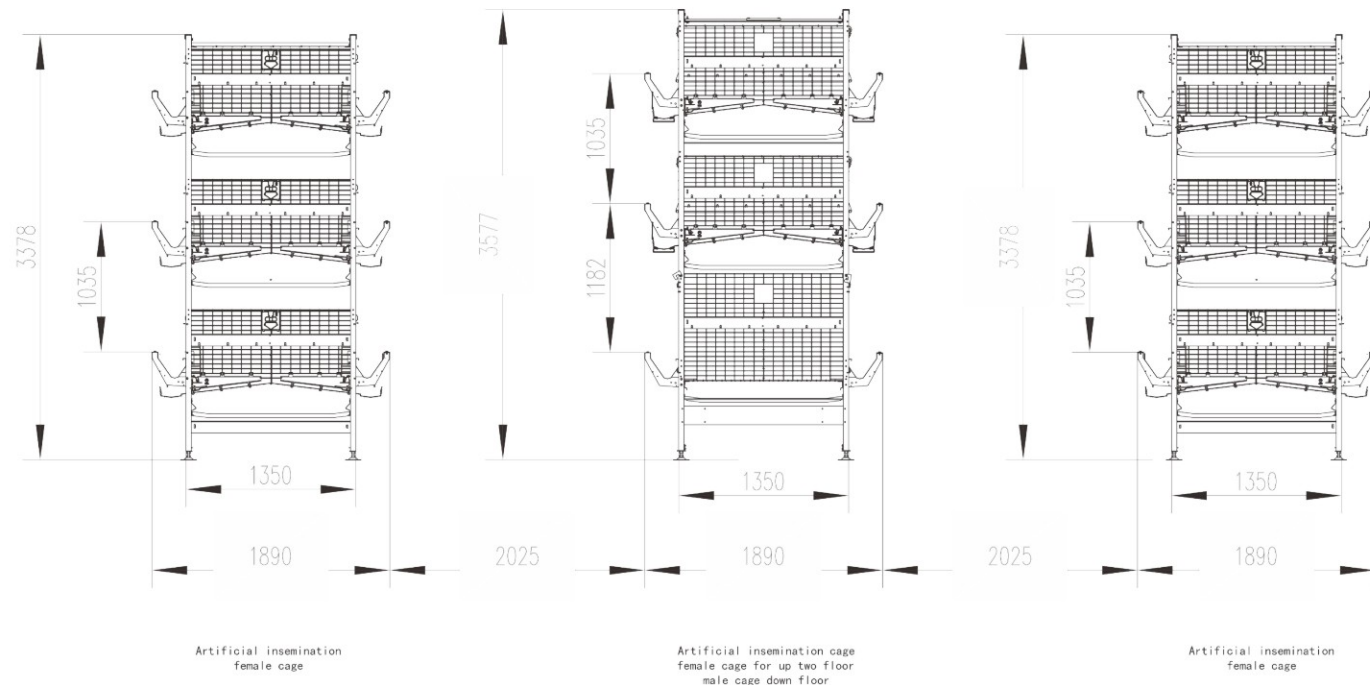 3378
1035
1350
1890
2025
3577
1035
1182
1350
1890
2025
3378
1035
1350
1890
Artificial insemination
female cage
Artificial insemination cage
female cage for up two floor
male cage down floor
Artificial insemination
female cage